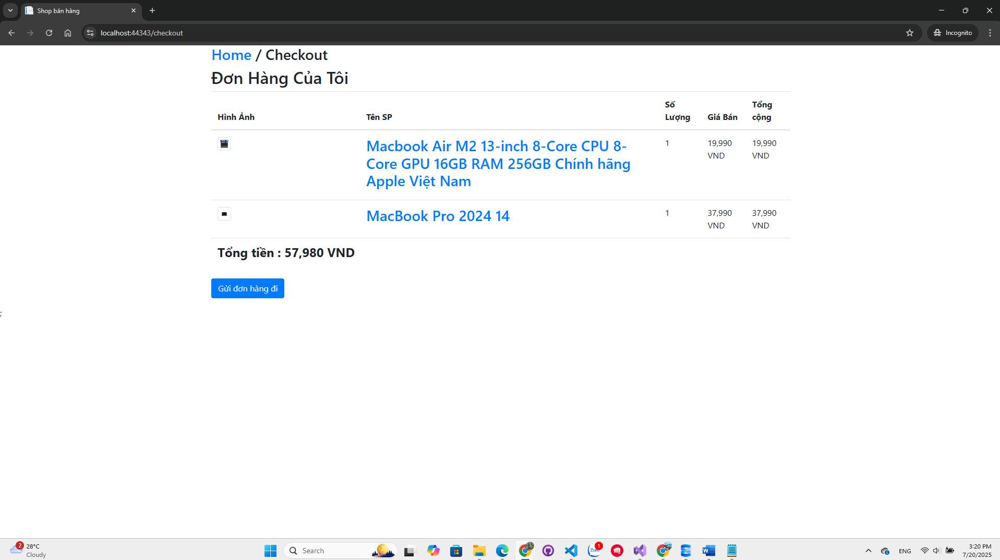 Shop bán hàng
localhost:44343/checkout
Incognito
Home / Checkout
Đơn Hàng Của Tôi
Hình Ảnh
Tên SP
Số
Lượng
Giá Bán
Tổng
cộng
Macbook Air M2 13-inch 8-Core CPU 8-
Core GPU 16GB RAM 256GB Chính hãng
Apple Việt Nam
1
19,990
VND
19,990
VND
MacBook Pro 2024 14
1
37,990
VND
37,990
VND
Tổng tiền : 57,980 VND
Gửi đơn hàng đi
;
2
28°C
Cloudy
Search
Zalo
1
ENG
3:20 PM
7/20/2025